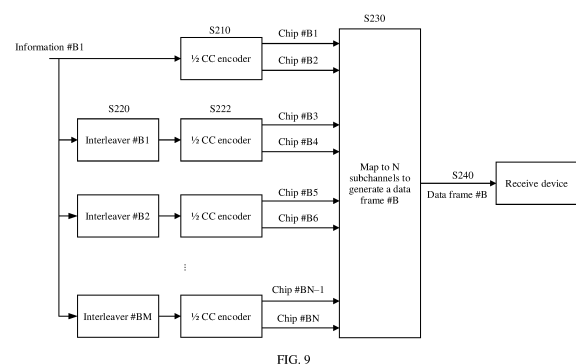 S230
S210
Chip #B1
Information #B1
½ CC encoder
Chip #B2
S220
S222
Chip #B3
Interleaver #B1
½ CC encoder
Chip #B4
Map to N
subchannels to
generate a data
frame #B
S240
Data frame #B
Receive device
Chip #B5
Interleaver #B2
½ CC encoder
Chip #B6
...
Chip #BN–1
Interleaver #BM
½ CC encoder
Chip #BN
FIG. 9